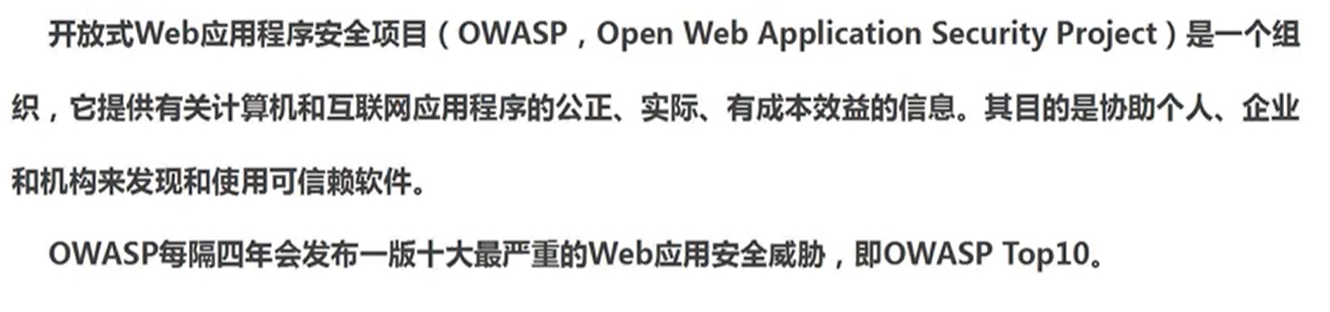 开放式Web应用程序安全项目（OWASP，Open Web Application Security Project）是一个组
织，它提供有关计算机和互联网应用程序的公正、实际、有成本效益的信息。其目的是协助个人、企业
和机构来发现和使用可信赖软件。
OWASP每隔四年会发布一版十大最严重的Web应用安全威胁，即OWASP Top10。